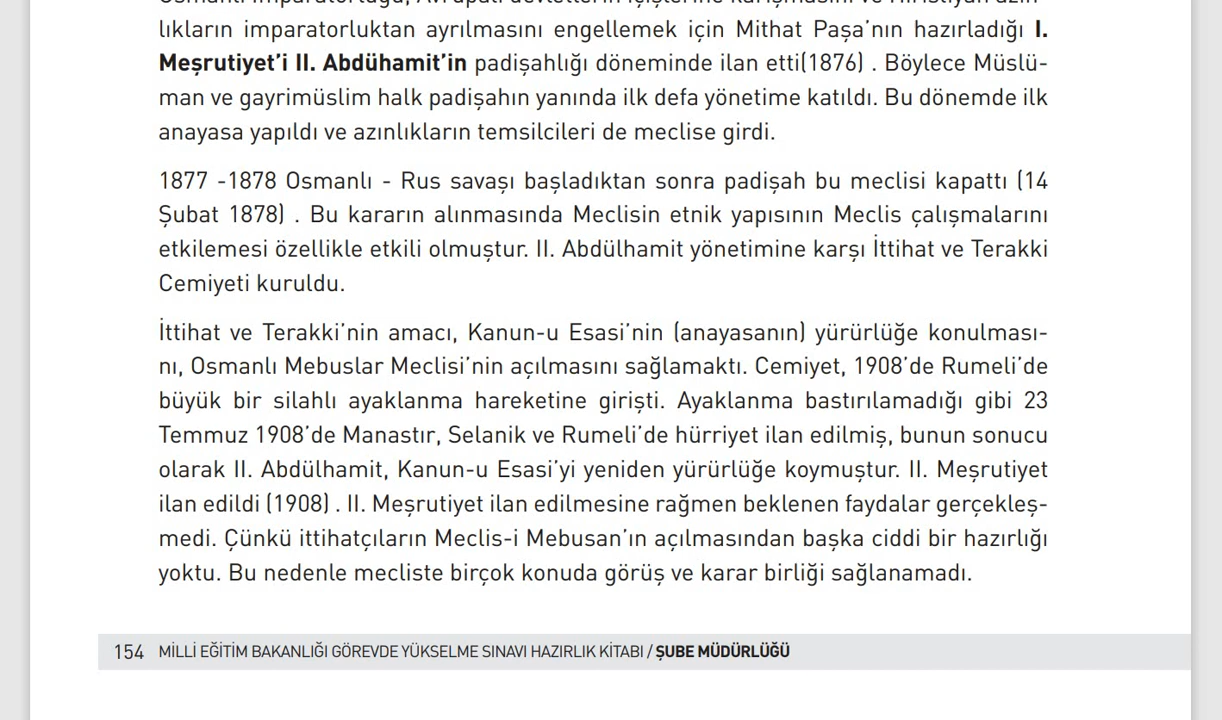 Osmanlı İmparatorluğu, Avrupalı devletlerin içişlerine karışmasını ve Hıristiyan azın-
lıkların imparatorluktan ayrılmasını engellemek için Mithat Paşa’nın hazırladığı I.
Meşrutiyet’i II. Abdühamit’in padişahlığı döneminde ilan etti(1876) . Böylece Müslü-
man ve gayrimüslim halk padişahın yanında ilk defa yönetime katıldı. Bu dönemde ilk
anayasa yapıldı ve azınlıkların temsilcileri de meclise girdi.
1877 -1878 Osmanlı - Rus savaşı başladıktan sonra padişah bu meclisi kapattı (14
Şubat 1878) . Bu kararın alınmasında Meclisin etnik yapısının Meclis çalışmalarını
etkilemesi özellikle etkili olmuştur. II. Abdülhamit yönetimine karşı İttihat ve Terakki
Cemiyeti kuruldu.
İttihat ve Terakki’nin amacı, Kanun-u Esasi’nin (anayasanın) yürürlüğe konulması-
nı, Osmanlı Mebuslar Meclisi’nin açılmasını sağlamaktı. Cemiyet, 1908’de Rumeli’de
büyük bir silahlı ayaklanma hareketine girişti. Ayaklanma bastırılamadığı gibi 23
Temmuz 1908’de Manastır, Selanik ve Rumeli’de hürriyet ilan edilmiş, bunun sonucu
olarak II. Abdülhamit, Kanun-u Esasi’yi yeniden yürürlüğe koymuştur. II. Meşrutiyet
ilan edildi (1908) . II. Meşrutiyet ilan edilmesine rağmen beklenen faydalar gerçekleş-
medi. Çünkü ittihatçıların Meclis-i Mebusan’ın açılmasından başka ciddi bir hazırlığı
yoktu. Bu nedenle mecliste birçok konuda görüş ve karar birliği sağlanamadı.
154 MİLLİ EĞİTİM BAKANLIĞI GÖREVDE YÜKSELME SINAVI HAZIRLIK KİTABI / ŞUBE MÜDÜRLÜĞÜ